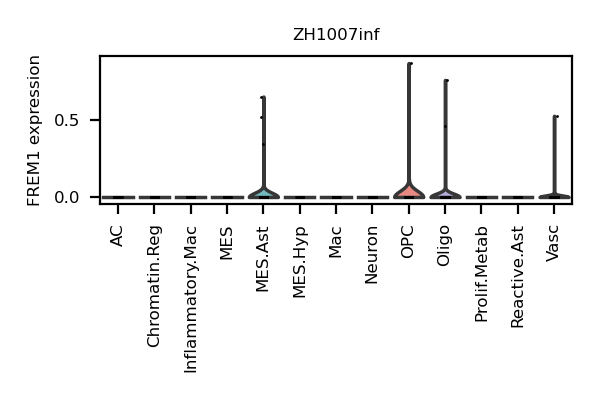 ZH1007inf
FREM1 expression
0.5
0.0
AC
Chromatin.Reg
Inflammatory.Mac
MES
MES.Ast
MES.Hyp
Mac
Neuron
OPC
Oligo
Prolif.Metab
Reactive.Ast
Vasc